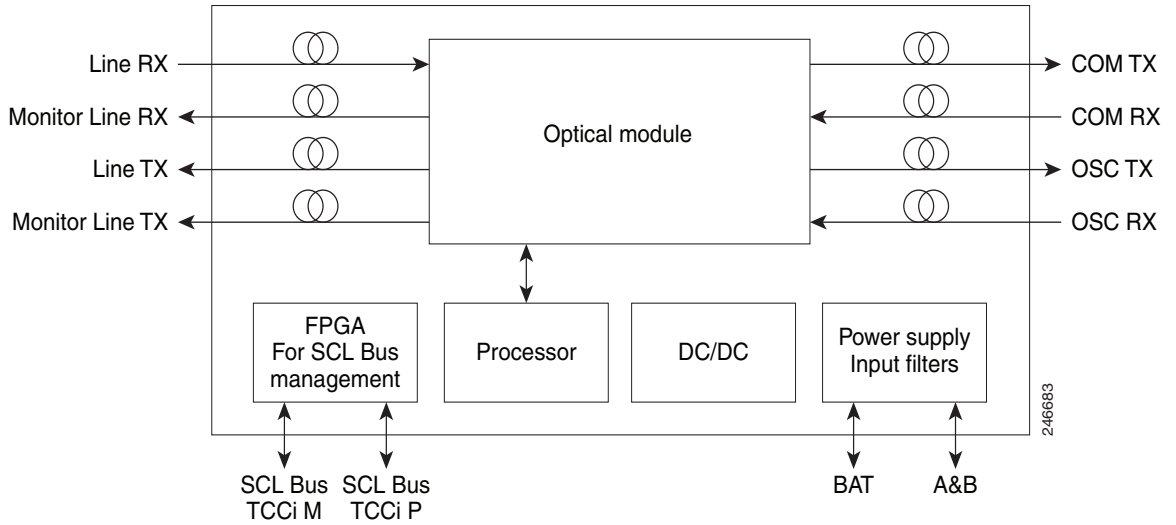 Line RX
Monitor Line RX
Line TX
Monitor Line TX
Optical module
COM TX
COM RX
OSC TX
OSC RX
FPGA
For SCL Bus
management
Processor
DC/DC
Power supply
Input filters
246683
SCL Bus
TCCi M
SCL Bus
TCCi P
BAT
A&B